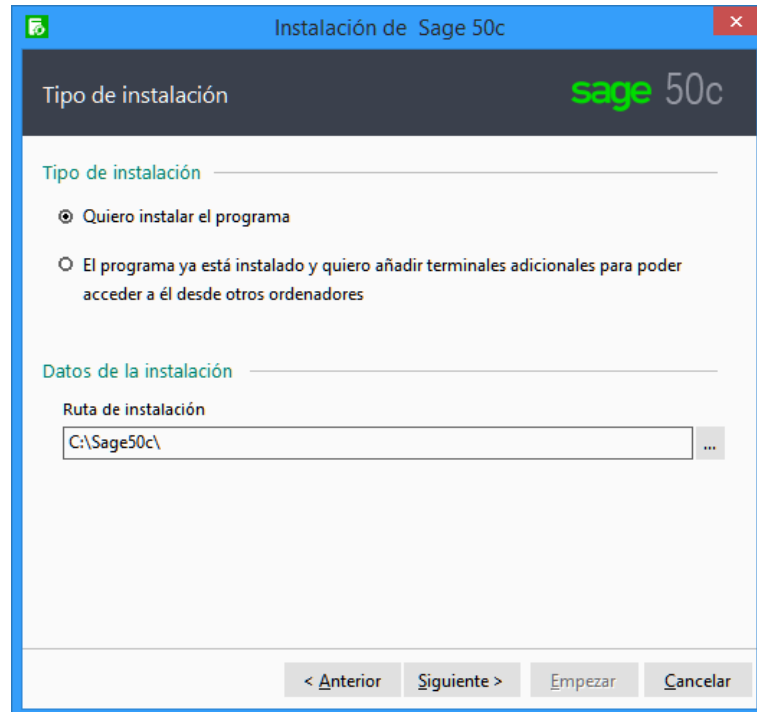 Instalación de Sage 50c
Tipo de instalación
sage 50c
Tipo de instalación
Quiero instalar el programa
El programa ya está instalado y quiero añadir terminales adicionales para poder
acceder a él desde otros ordenadores
Datos de la instalación
Ruta de instalación
C:\Sage50c\
...
< Anterior
Siguiente >
Empezar
Cancelar